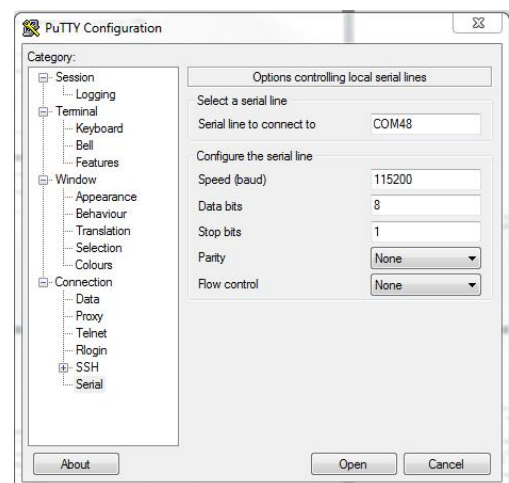 PuTTY Configuration
Category:
Session
Logging
Terminal
Keyboard
Bell
Features
Window
Appearance
Behaviour
Translation
Selection
Colours
Connection
Data
Proxy
Telnet
Rlogin
SSH
Serial
Options controlling local serial lines
Select a serial line
Serial line to connect to COM48
Configure the serial line
Speed (baud) 115200
Data bits 8
Stop bits 1
Parity None
Flow control None
About Open Cancel